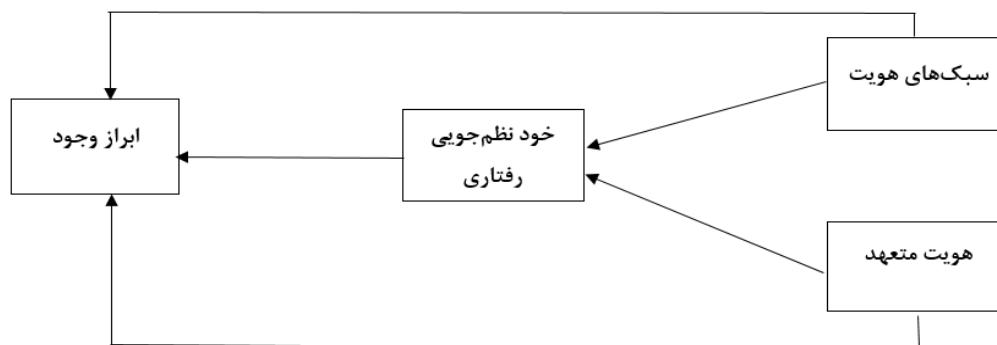 سبک‌های هویت
ابراز وجود
خود نظم‌جویی
رفتاری
هویت متعهد